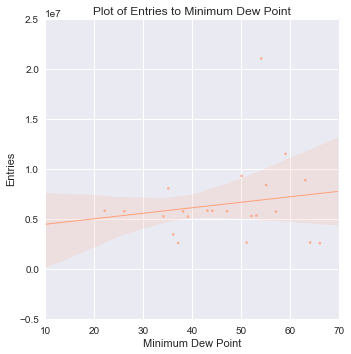 Plot of Entries to Minimum Dew Point
1e7
2.5
2.0
1.5
1.0
0.5
0.0
-0.5
Entries
10 20 30 40 50 60 70
Minimum Dew Point